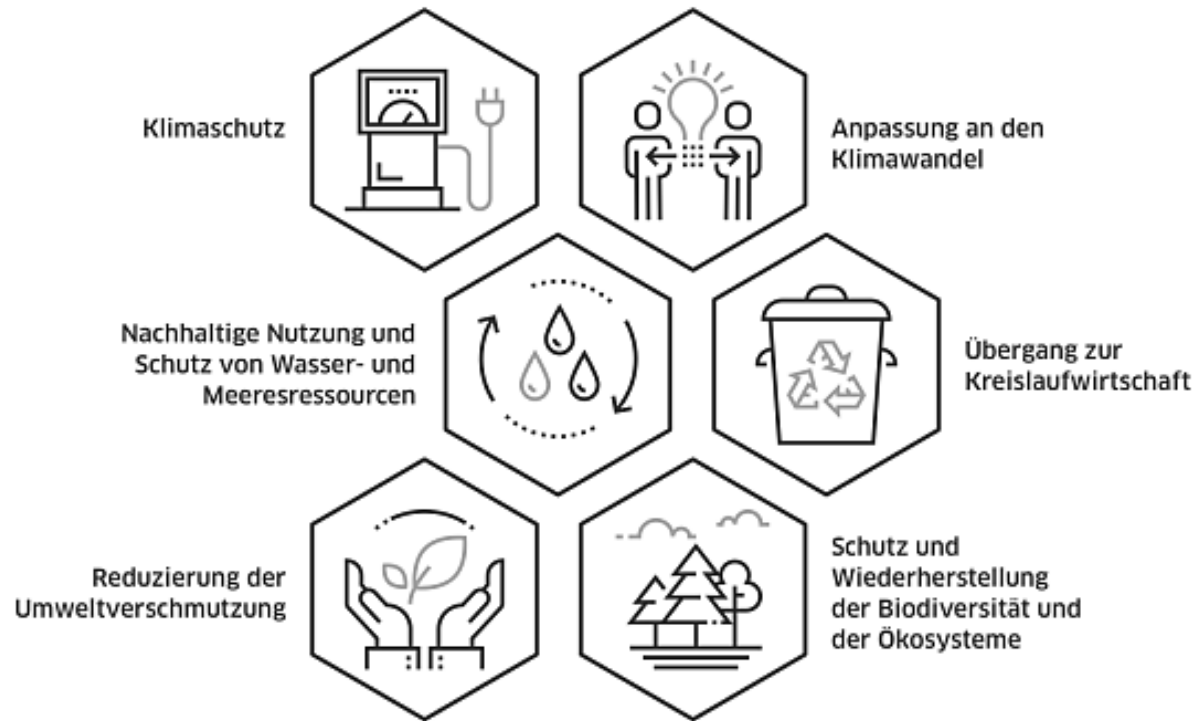 Klimaschutz
Anpassung an den
Klimawandel
Nachhaltige Nutzung und
Schutz von Wasser- und
Meeresressourcen
Übergang zur
Kreislaufwirtschaft
Reduzierung der
Umweltverschmutzung
Schutz und
Wiederherstellung
der Biodiversität und
der Ökosysteme